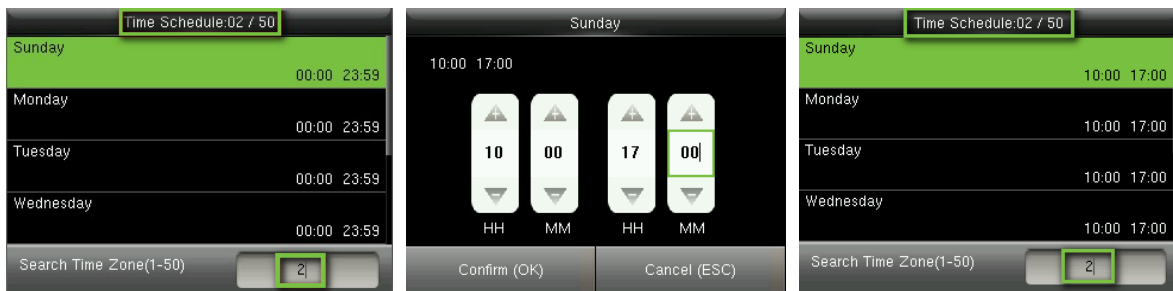 Time Schedule:02 / 50
Sunday
00:00 23:59
Monday
00:00 23:59
Tuesday
00:00 23:59
Wednesday
00:00 23:59
Search Time Zone(1-50)
2
Sunday
10:00 17:00
10 00 17 00
HH MM HH MM
Confirm (OK) Cancel (ESC)
Time Schedule:02 / 50
Sunday
10:00 17:00
Monday
10:00 17:00
Tuesday
10:00 17:00
Wednesday
10:00 17:00
Search Time Zone(1-50)
2